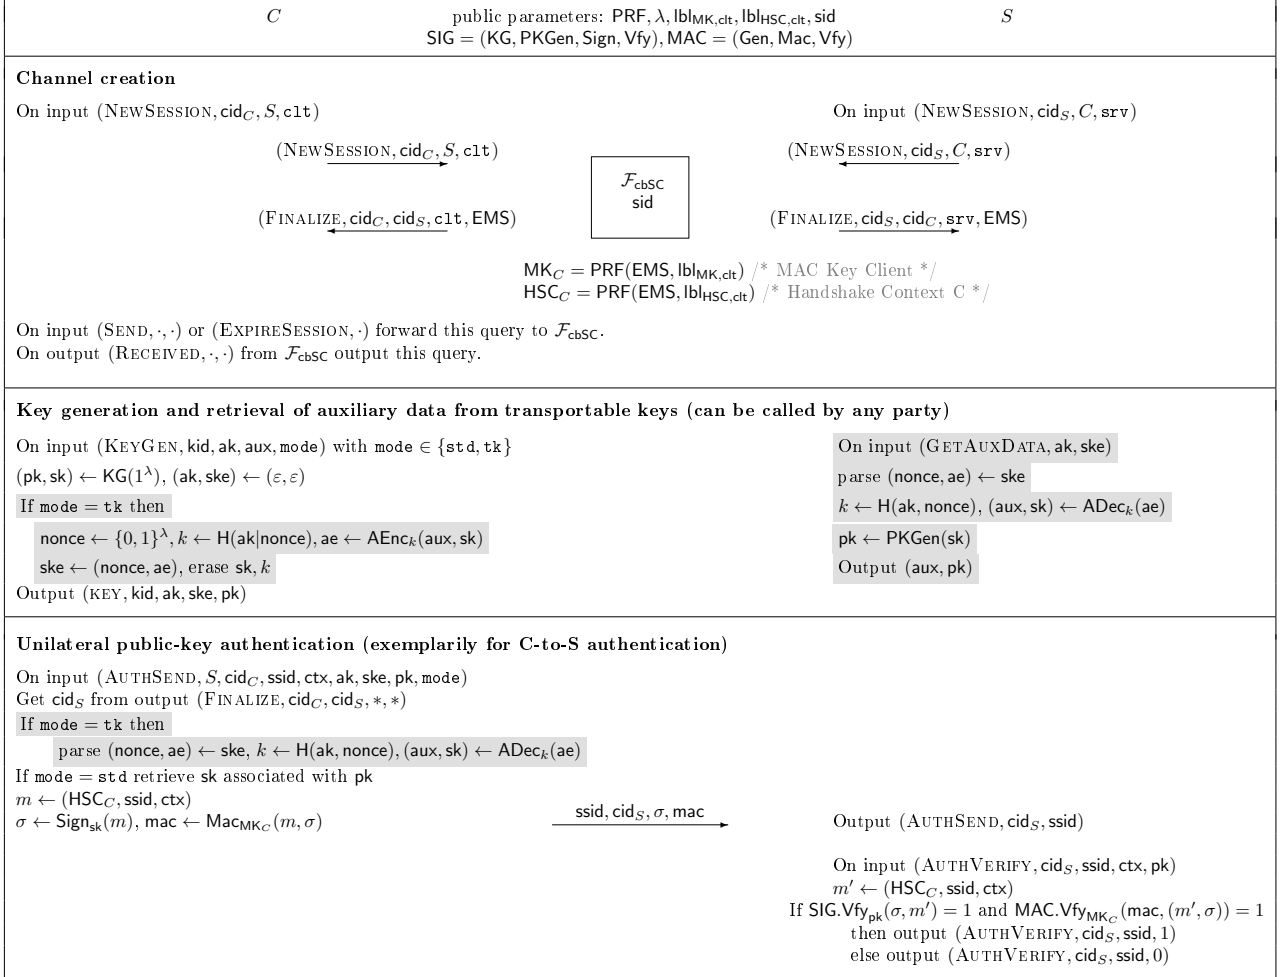 C public parameters: PRF, λ, lbl_MK,clt, lbl_HSC,clt, sid S
SIG = (KG, PKGen, Sign, Vfy), MAC = (Gen, Mac, Vfy)
Channel creation
On input (NewSession, cid_C, S, clt) On input (NewSession, cid_S, C, srv)
(NewSession, cid_C, S, clt) (NewSession, cid_S, C, srv)
F_cbSC
sid
(Finalize, cid_C, cid_S, clt, EMS) (Finalize, cid_S, cid_C, srv, EMS)
MK_C = PRF(EMS, lbl_MK,clt) /* MAC Key Client */
HSC_C = PRF(EMS, lbl_HSC,clt) /* Handshake Context C */
On input (Send, ·, ·) or (ExpireSession, ·) forward this query to F_cbSC.
On output (Received, ·, ·) from F_cbSC output this query.
Key generation and retrieval of auxiliary data from transportable keys (can be called by any party)
On input (KeyGen, kid, ak, aux, mode) with mode ∈ {std, tk} On input (GetAuxData, ak, ske)
(pk, sk) ← KG(1^λ), (ak, ske) ← (ε, ε) parse (nonce, ae) ← ske
If mode = tk then k ← H(ak, nonce), (aux, sk) ← ADec_k(ae)
nonce ← {0, 1}^λ, k ← H(ak|nonce), ae ← AEnc_k(aux, sk) pk ← PKGen(sk)
ske ← (nonce, ae), erase sk, k Output (aux, pk)
Output (key, kid, ak, ske, pk)
Unilateral public-key authentication (exemplarily for C-to-S authentication)
On input (AuthSend, S, cid_C, ssid, ctx, ak, ske, pk, mode)
Get cid_S from output (Finalize, cid_C, cid_S, *, *)
If mode = tk then
parse (nonce, ae) ← ske, k ← H(ak, nonce), (aux, sk) ← ADec_k(ae)
If mode = std retrieve sk associated with pk
m ← (HSC_C, ssid, ctx)
σ ← Sign_sk(m), mac ← Mac_MK_C(m, σ) ssid, cid_S, σ, mac Output (AuthSend, cid_S, ssid)
On input (AuthVerify, cid_S, ssid, ctx, pk)
m′ ← (HSC_C, ssid, ctx)
If SIG.Vfy_pk(σ, m′) = 1 and MAC.Vfy_MK_C(mac, (m′, σ)) = 1
then output (AuthVerify, cid_S, ssid, 1)
else output (AuthVerify, cid_S, ssid, 0)